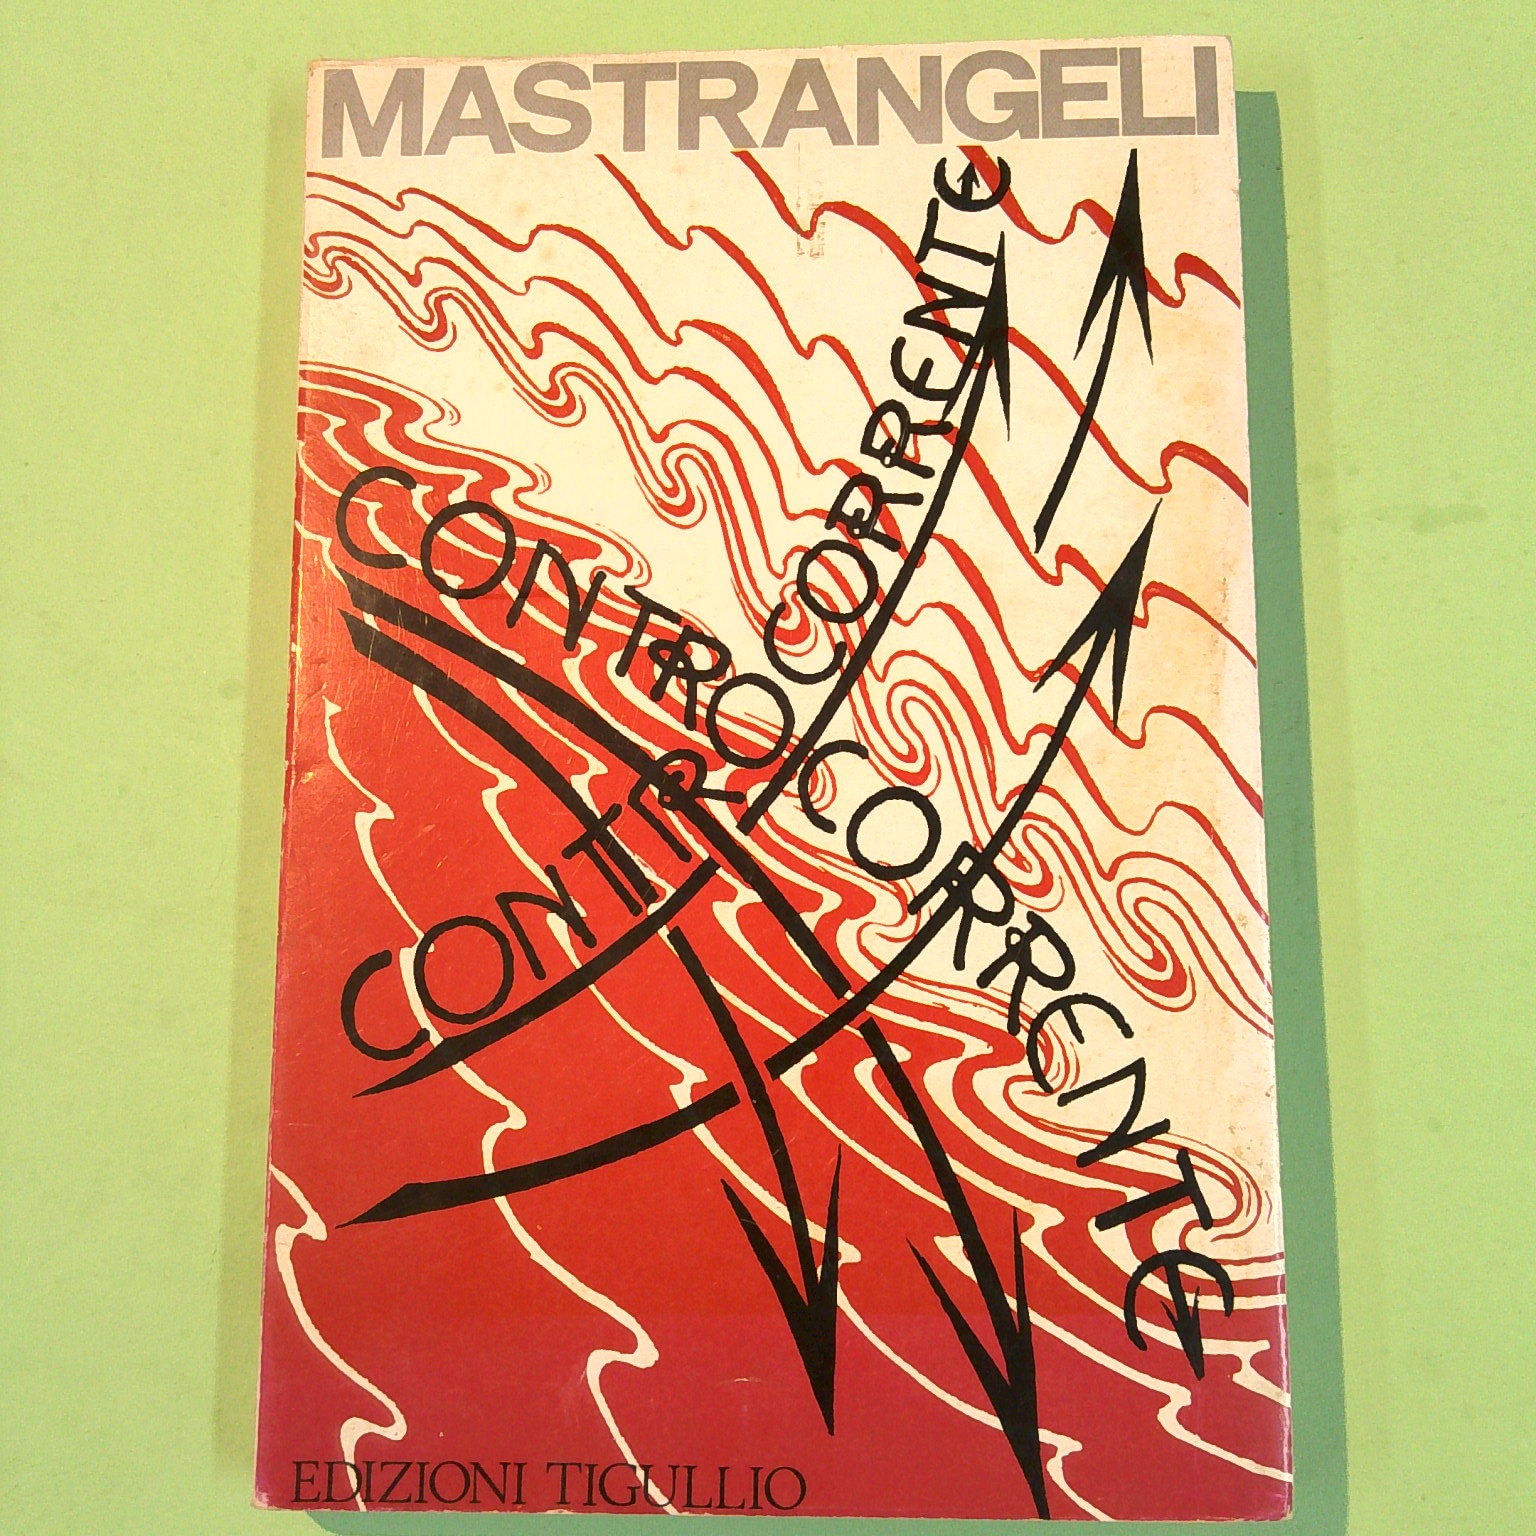 MASTRANGELI
CONTROCORRENTE
CONTROCORRENTE
EDIZIONI TIGULLIO